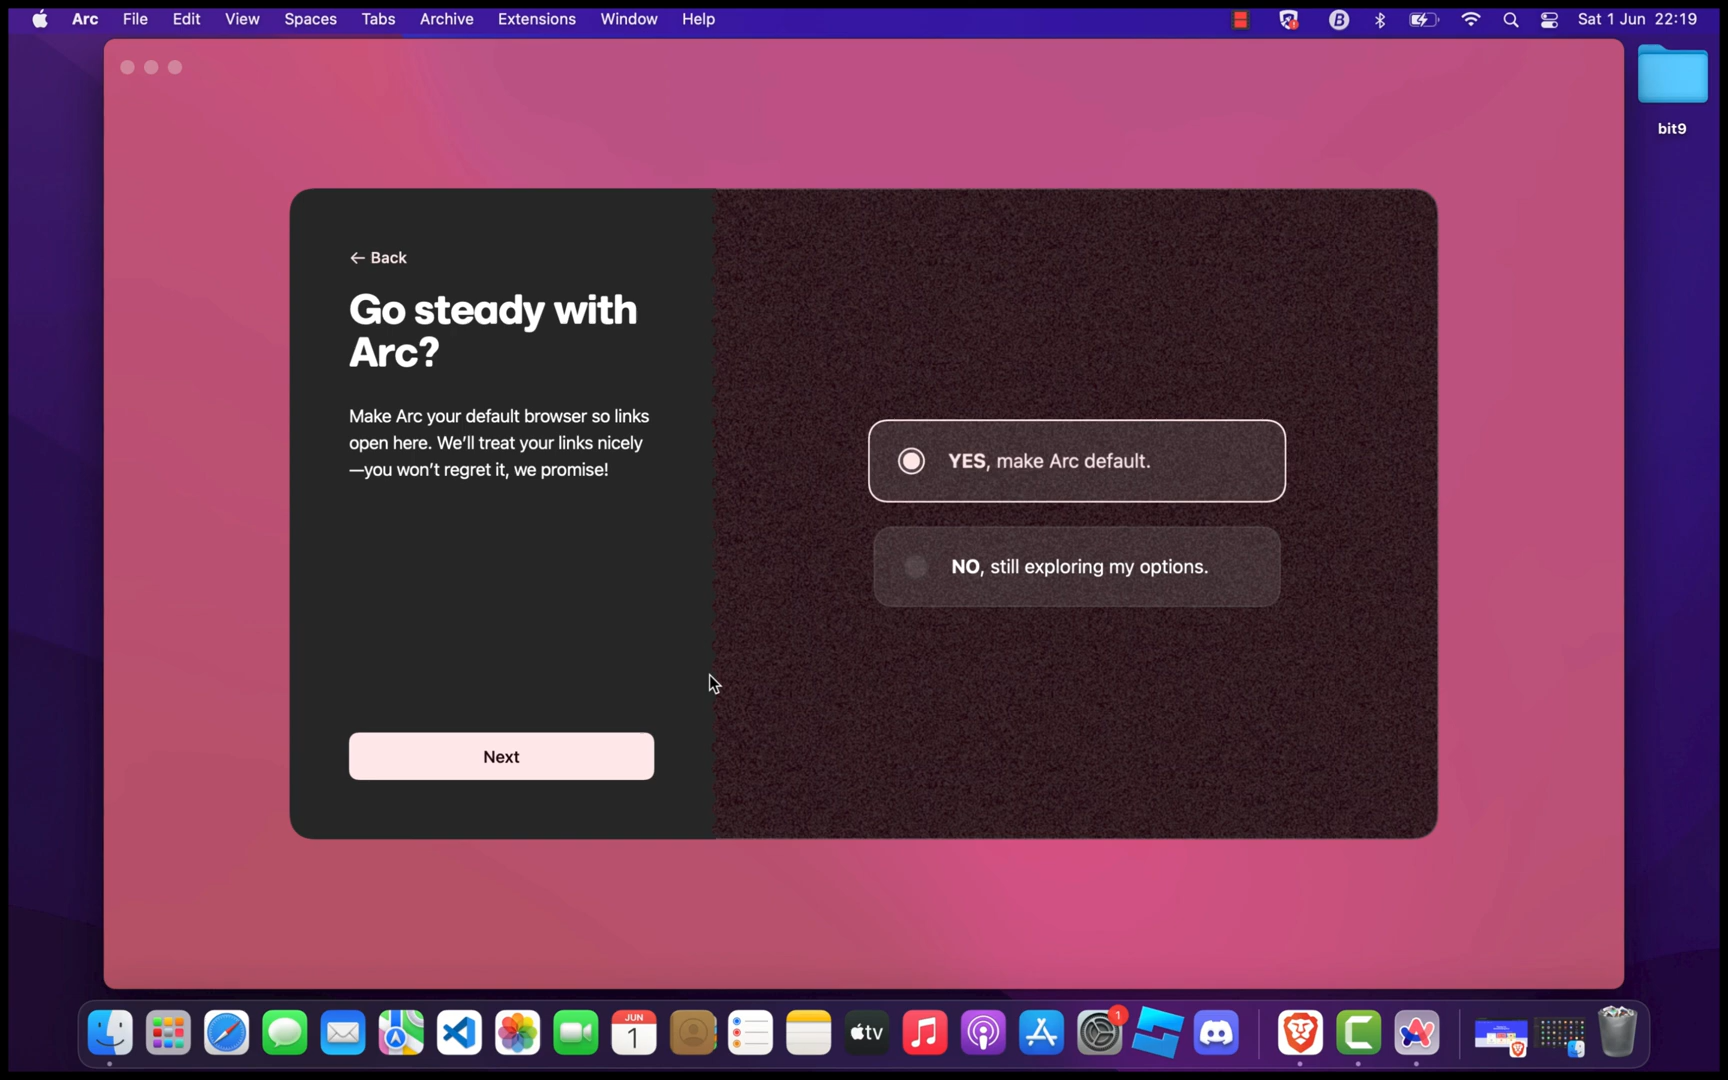 Arc File Edit View Spaces Tabs Archive Extensions Window Help Sat 1 Jun 22:19
bit9
← Back
Go steady with
Arc?
Make Arc your default browser so links
open here. We'll treat your links nicely
—you won't regret it, we promise!
YES, make Arc default.
NO, still exploring my options.
Next
JUN
1
tv
1